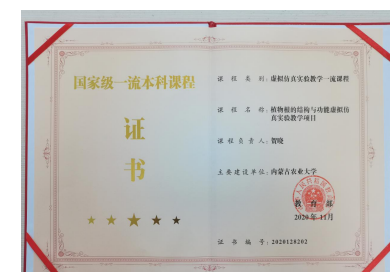 国家级一流本科课程
证
书
课程类别：虚拟仿真实验教学一流课程
课程名称：植物根的结构与功能虚拟仿
真实验教学项目
课程负责人：智晓
主要建设单位：内蒙古农业大学
教育部
2020年11月
证书编号：2020128202